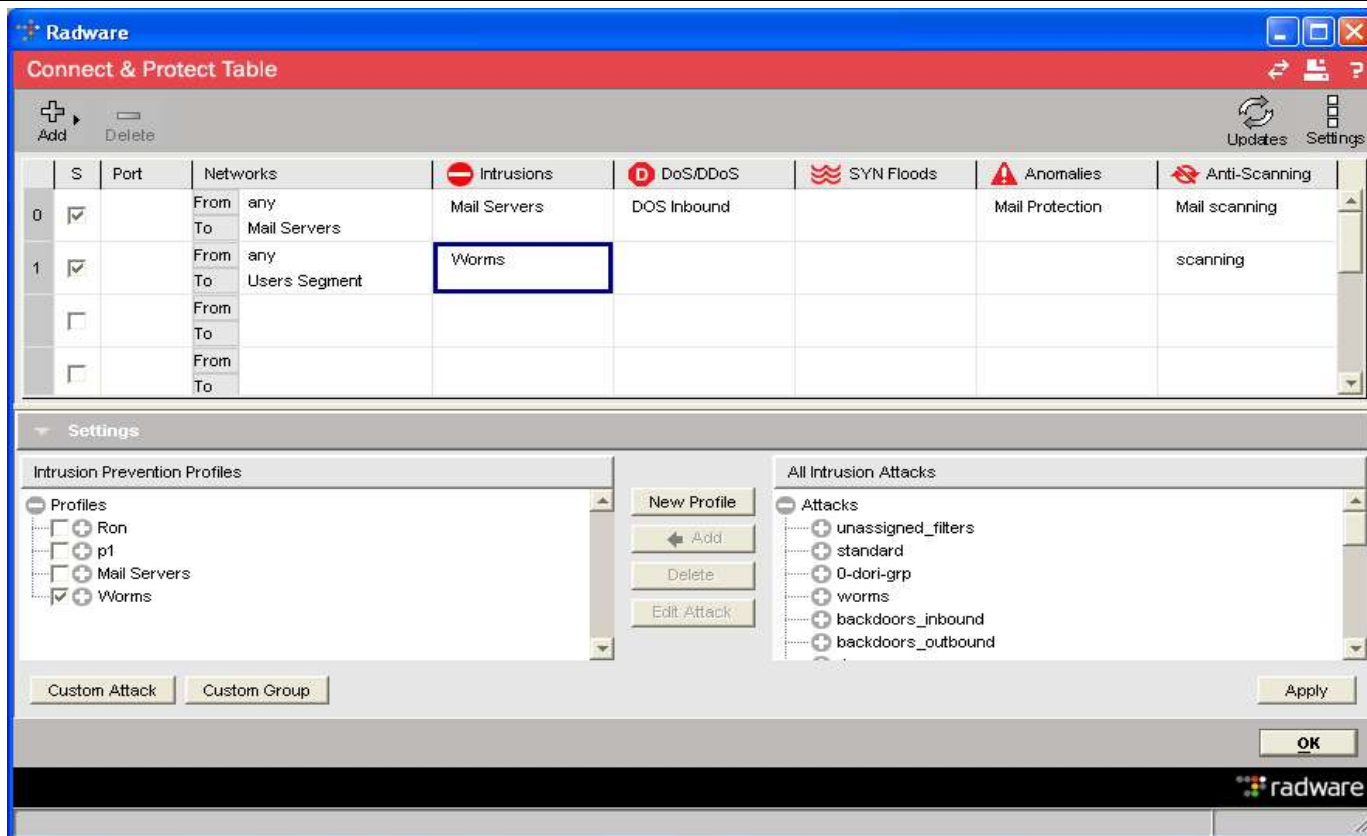 Radware
Connect & Protect Table
?
Add Delete Updates Settings
S Port Networks Intrusions D DoS/DDoS SYN Floods Anomalies Anti-Scanning
0 From any Mail Servers DOS Inbound Mail Protection Mail scanning
To Mail Servers
1 From any Worms scanning
To Users Segment
From
To
From
To
Settings
Intrusion Prevention Profiles
Profiles
Ron
p1
Mail Servers
Worms
New Profile
Add
Delete
Edit Attack
All Intrusion Attacks
Attacks
unassigned_filters
standard
0-dori-grp
worms
backdoors_inbound
backdoors_outbound
Custom Attack Custom Group Apply
OK
radware